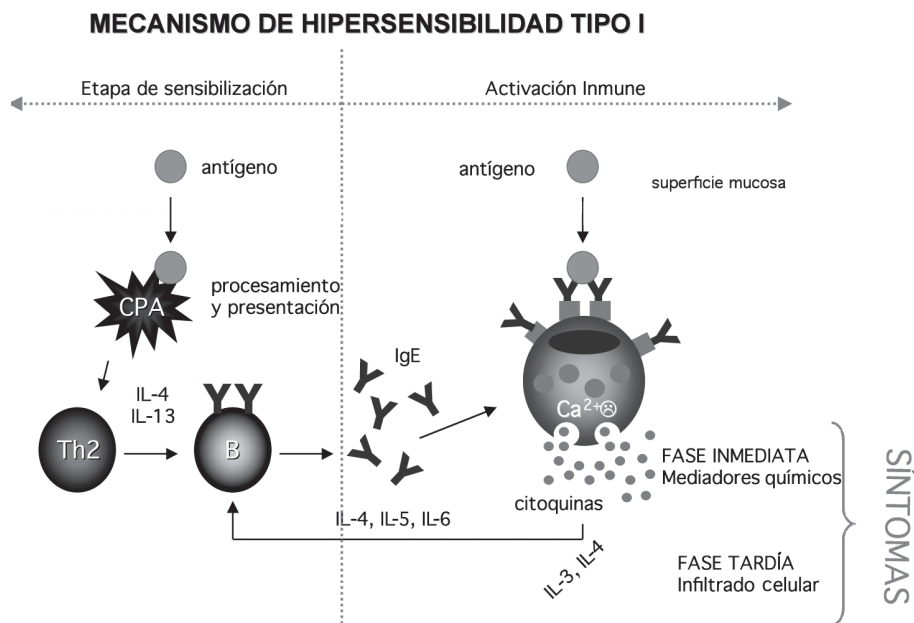 MECANISMO DE HIPERSENSIBILIDAD TIPO I
Etapa de sensibilización
Activación Inmune
antígeno
antígeno
superficie mucosa
CPA
procesamiento
y presentación
IgE
IL-4
IL-13
Th2
B
Ca2+☹
FASE INMEDIATA
Mediadores químicos
citoquinas
IL-4, IL-5, IL-6
IL-3, IL-4
FASE TARDÍA
Infiltrado celular
SÍNTOMAS